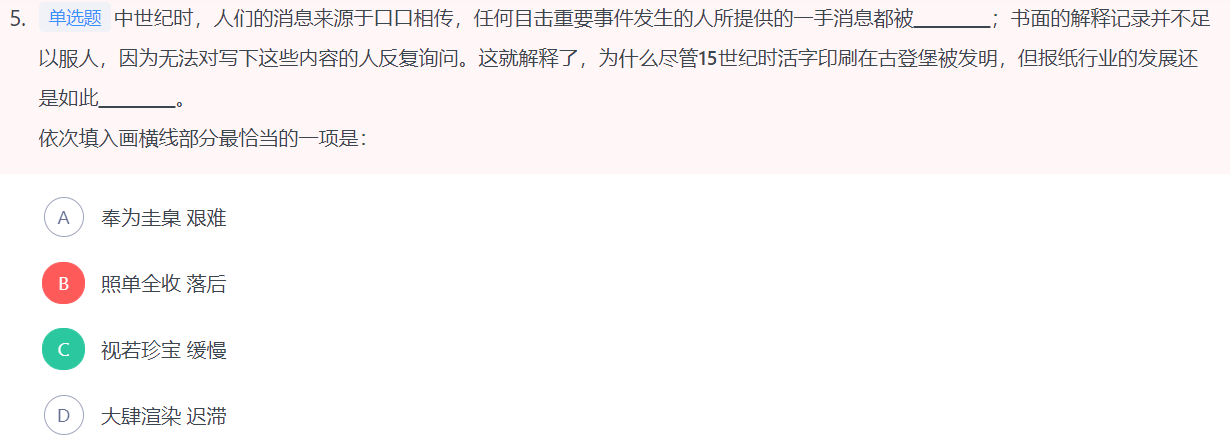 5. 单选题 中世纪时，人们的消息来源于口口相传，任何目击重要事件发生的人所提供的一手消息都被________；书面的解释记录并不足
以服人，因为无法对写下这些内容的人反复询问。这就解释了，为什么尽管15世纪时活字印刷在古登堡被发明，但报纸行业的发展还
是如此________。
依次填入画横线部分最恰当的一项是：
A 奉为圭臬 艰难
B 照单全收 落后
C 视若珍宝 缓慢
D 大肆渲染 迟滞